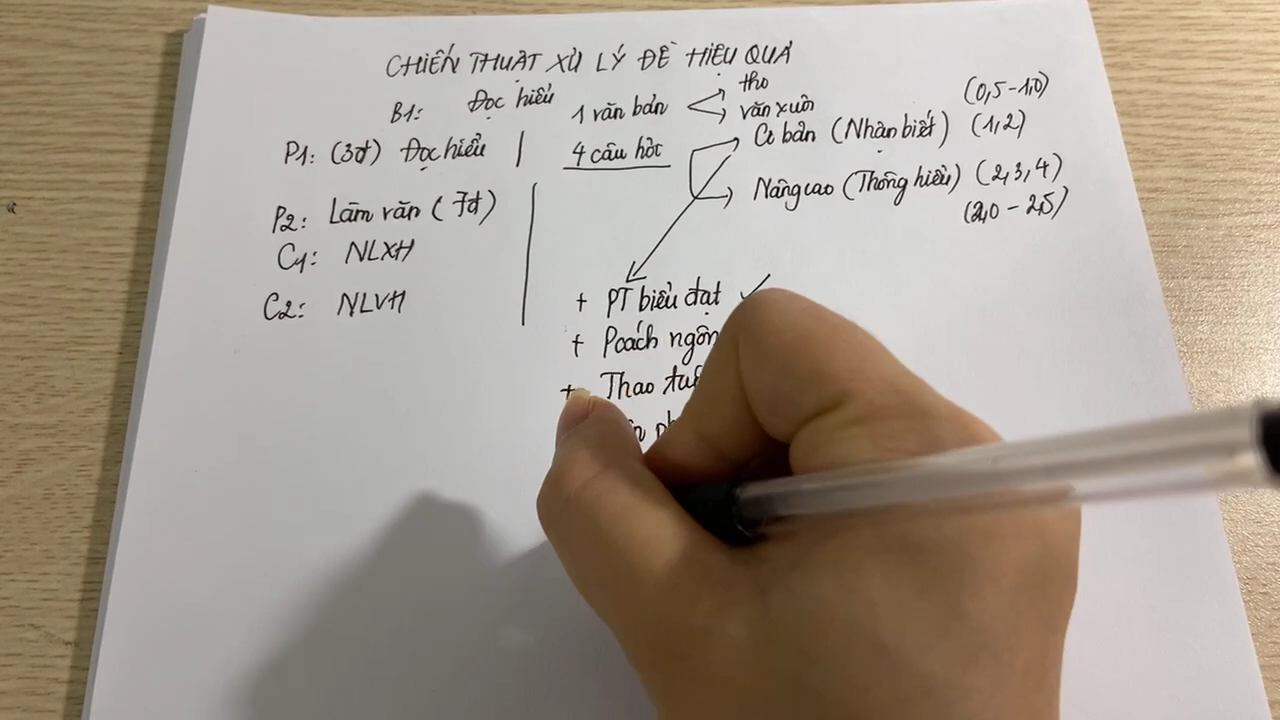 CHIẾN THUẬT XỬ LÝ ĐỀ HIỆU QUẢ
B1: Đọc hiểu
1 văn bản
thơ
văn xuôi
4 câu hỏi
Cơ bản (Nhận biết) (1,2)
(0,5-1,0)
Nâng cao (Thông hiểu) (2,3,4)
(2,0 - 2,5)
P1: (3đ) Đọc hiểu
P2: Làm văn (7đ)
C1: NLXH
C2: NLVH
+ PT biểu đạt ✓
+ Pcách ngôn
+ Thao